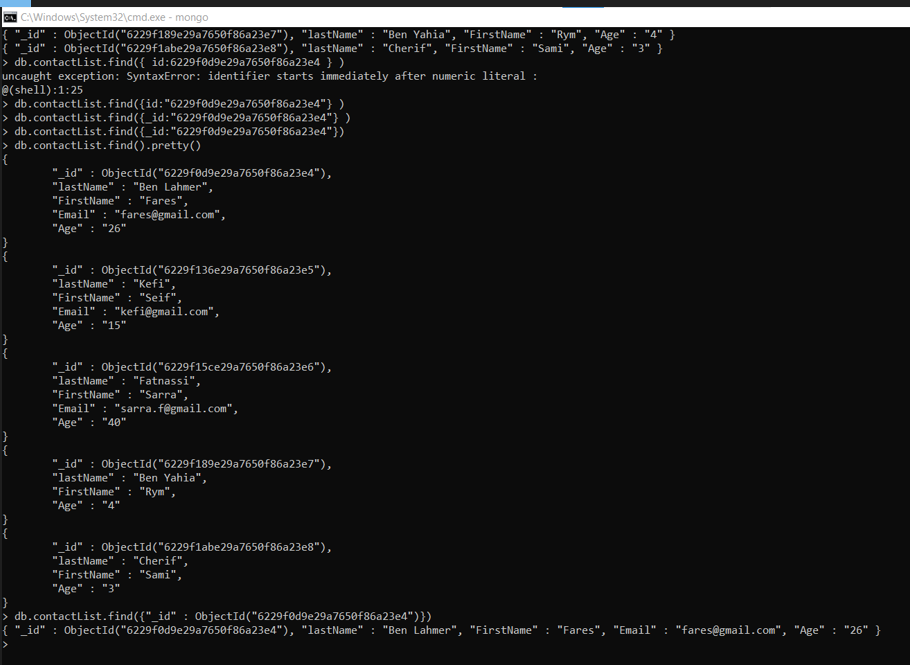 C:\Windows\System32\cmd.exe - mongo
{ "_id" : ObjectId("6229f189e29a7650f86a23e7"), "lastName" : "Ben Yahia", "FirstName" : "Rym", "Age" : "4" }
{ "_id" : ObjectId("6229f1abe29a7650f86a23e8"), "lastName" : "Cherif", "FirstName" : "Sami", "Age" : "3" }
> db.contactList.find({ id:6229f0d9e29a7650f86a23e4 } )
uncaught exception: SyntaxError: identifier starts immediately after numeric literal :
@(shell):1:25
> db.contactList.find({id:"6229f0d9e29a7650f86a23e4"} )
> db.contactList.find({_id:"6229f0d9e29a7650f86a23e4"} )
> db.contactList.find({_id:"6229f0d9e29a7650f86a23e4"})
> db.contactList.find().pretty()
{
"_id" : ObjectId("6229f0d9e29a7650f86a23e4"),
"lastName" : "Ben Lahmer",
"FirstName" : "Fares",
"Email" : "fares@gmail.com",
"Age" : "26"
}
{
"_id" : ObjectId("6229f136e29a7650f86a23e5"),
"lastName" : "Kefi",
"FirstName" : "Seif",
"Email" : "kefi@gmail.com",
"Age" : "15"
}
{
"_id" : ObjectId("6229f15ce29a7650f86a23e6"),
"lastName" : "Fatnassi",
"FirstName" : "Sarra",
"Email" : "sarra.f@gmail.com",
"Age" : "40"
}
{
"_id" : ObjectId("6229f189e29a7650f86a23e7"),
"lastName" : "Ben Yahia",
"FirstName" : "Rym",
"Age" : "4"
}
{
"_id" : ObjectId("6229f1abe29a7650f86a23e8"),
"lastName" : "Cherif",
"FirstName" : "Sami",
"Age" : "3"
}
> db.contactList.find({"_id" : ObjectId("6229f0d9e29a7650f86a23e4")})
{ "_id" : ObjectId("6229f0d9e29a7650f86a23e4"), "lastName" : "Ben Lahmer", "FirstName" : "Fares", "Email" : "fares@gmail.com", "Age" : "26" }
>